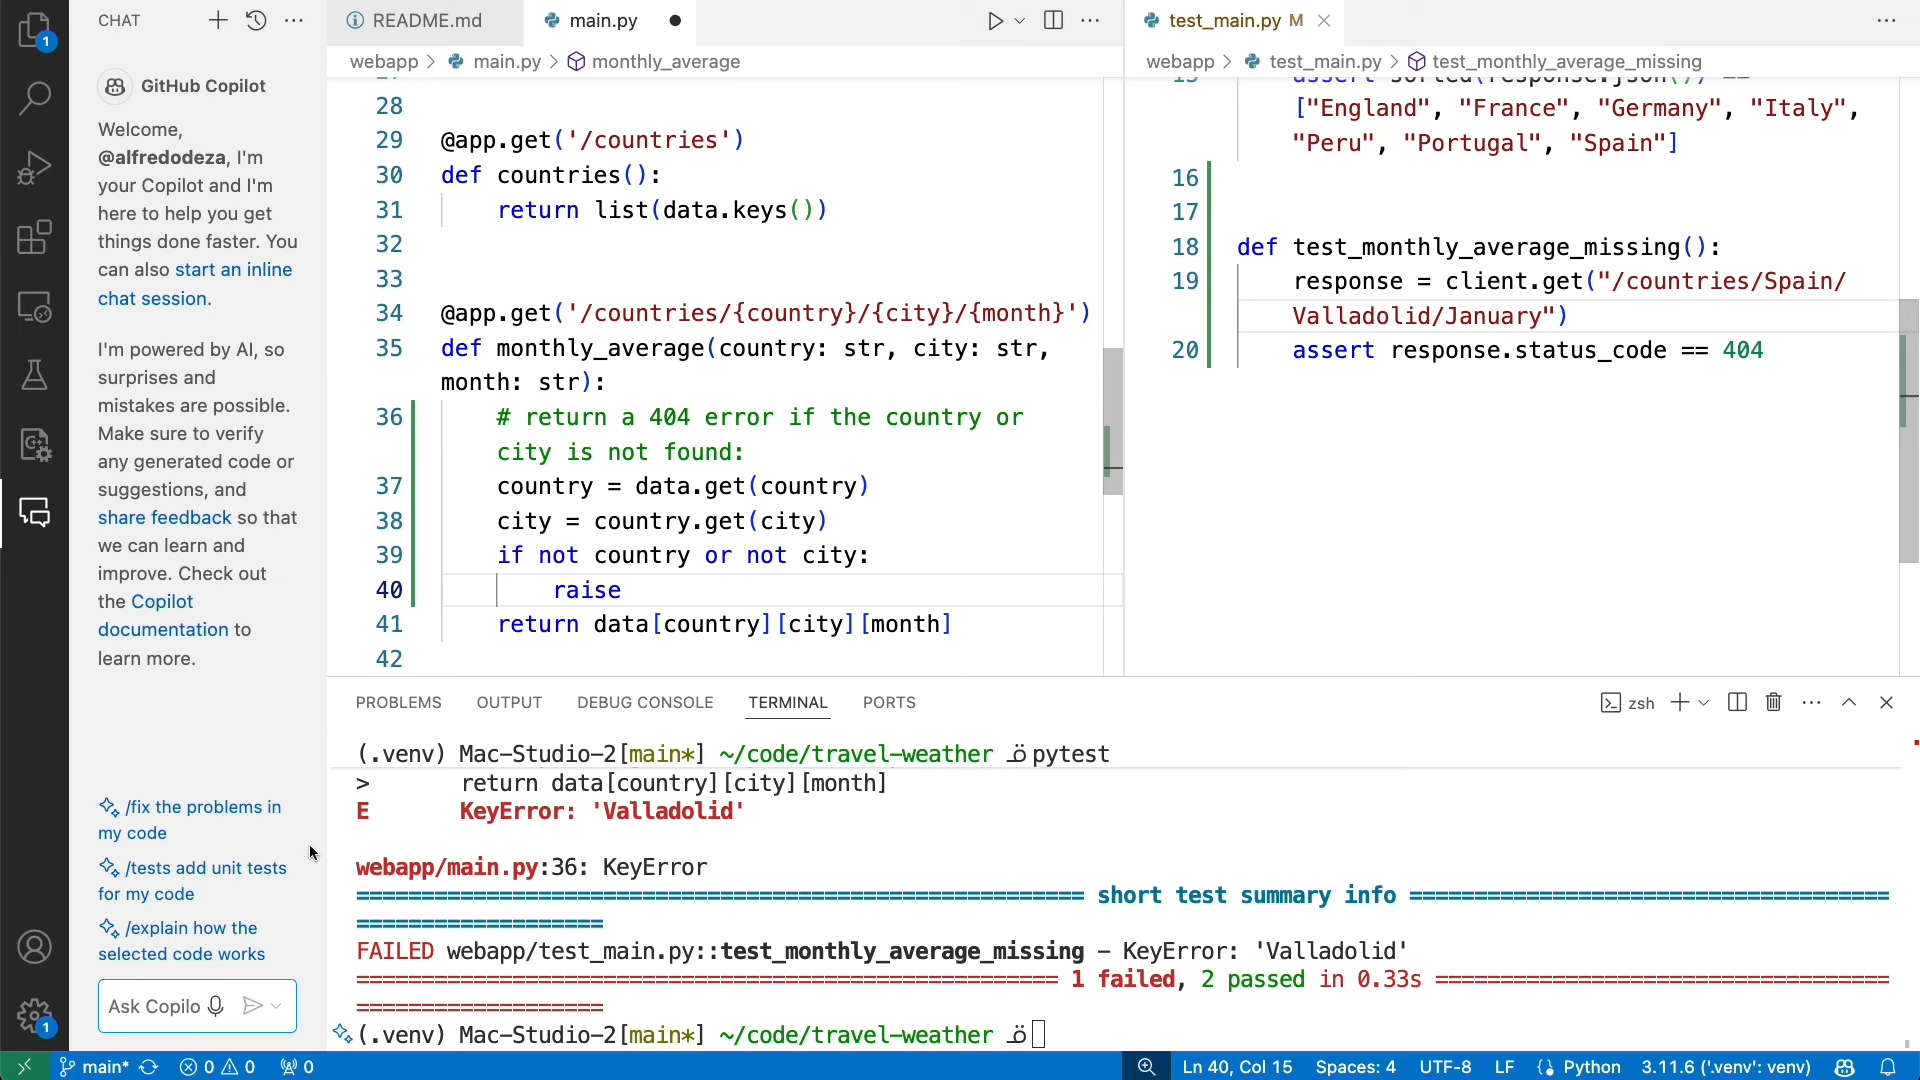 CHAT
README.md
main.py
test_main.py M
webapp > main.py > monthly_average
webapp > test_main.py > test_monthly_average_missing
GitHub Copilot
Welcome,
@alfredodeza, I'm
your Copilot and I'm
here to help you get
things done faster. You
can also start an inline
chat session.
I'm powered by AI, so
surprises and
mistakes are possible.
Make sure to verify
any generated code or
suggestions, and
share feedback so that
we can learn and
improve. Check out
the Copilot
documentation to
learn more.
/fix the problems in
my code
/tests add unit tests
for my code
/explain how the
selected code works
Ask Copilo
28
29 @app.get('/countries')
30 def countries():
31 return list(data.keys())
32
33
34 @app.get('/countries/{country}/{city}/{month}')
35 def monthly_average(country: str, city: str,
month: str):
36 # return a 404 error if the country or
city is not found:
37 country = data.get(country)
38 city = country.get(city)
39 if not country or not city:
40 raise
41 return data[country][city][month]
42
assert sorted(response.json()) ==
["England", "France", "Germany", "Italy",
"Peru", "Portugal", "Spain"]
16
17
18 def test_monthly_average_missing():
19 response = client.get("/countries/Spain/
Valladolid/January")
20 assert response.status_code == 404
PROBLEMS OUTPUT DEBUG CONSOLE TERMINAL PORTS
zsh
(.venv) Mac-Studio-2[main*] ~/code/travel-weather pytest
> return data[country][city][month]
E KeyError: 'Valladolid'
webapp/main.py:36: KeyError
short test summary info
FAILED webapp/test_main.py::test_monthly_average_missing - KeyError: 'Valladolid'
1 failed, 2 passed in 0.33s
(.venv) Mac-Studio-2[main*] ~/code/travel-weather
1
1
main* 0 0 0
Ln 40, Col 15 Spaces: 4 UTF-8 LF Python 3.11.6 ('.venv': venv)